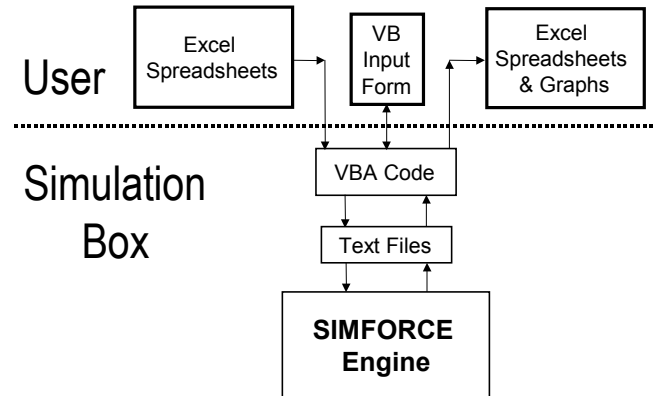 User
Excel
Spreadsheets
VB
Input
Form
Excel
Spreadsheets
& Graphs
Simulation
Box
VBA Code
Text Files
SIMFORCE
Engine